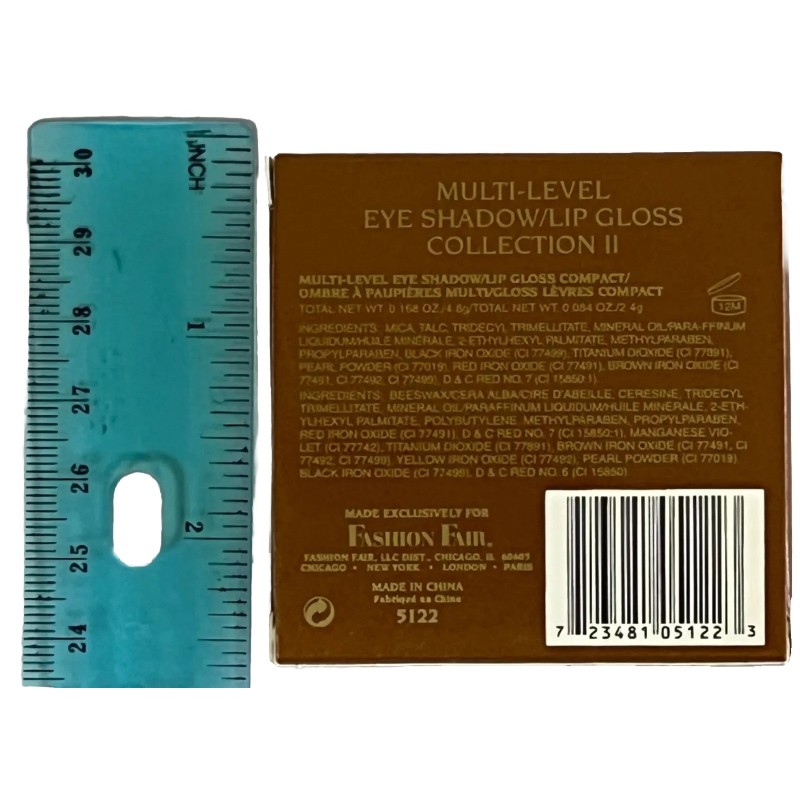 INCH
1
2
30
29
28
27
26
25
24
MULTI-LEVEL
EYE SHADOW/LIP GLOSS
COLLECTION II
MULTI-LEVEL EYE SHADOW/LIP GLOSS COMPACT/
OMBRE À PAUPIÈRES MULTI/GLOSS LÈVRES COMPACT
TOTAL NET WT 0.168 OZ./4.8g/TOTAL NET WT. 0.084 OZ./2.4g
12M
INGREDIENTS: MICA, TALC, TRIDECYL TRIMELLITATE, MINERAL OIL/PARA-FFINUM
LIQUIDUM/HUILE MINÉRALE, 2-ETHYLHEXYL PALMITATE, METHYLPARABEN,
PROPYLPARABEN, BLACK IRON OXIDE (CI 77499), TITANIUM DIOXIDE (CI 77891),
PEARL POWDER (CI 77019), RED IRON OXIDE (CI 77491), BROWN IRON OXIDE (CI
77491, CI 77492, CI 77499), D & C RED NO. 7 (CI 15850:1).
INGREDIENTS: BEESWAX/CERA ALBA/CIRE D'ABEILLE, CERESINE, TRIDECYL
TRIMELLITATE, MINERAL OIL/PARAFFINUM LIQUIDUM/HUILE MINÉRALE, 2-ETH-
YLHEXYL PALMITATE, POLYBUTYLENE, METHYLPARABEN, PROPYLPARABEN,
RED IRON OXIDE (CI 77491), D & C RED NO. 7 (CI 15850:1), MANGANESE VIO-
LET (CI 77742), TITANIUM DIOXIDE (CI 77891), BROWN IRON OXIDE (CI 77491, CI
77492, CI 77499), YELLOW IRON OXIDE (CI 77492), PEARL POWDER (CI 77019),
BLACK IRON OXIDE (CI 77499), D & C RED NO. 6 (CI 15850)
MADE EXCLUSIVELY FOR
FASHION FAIR.
FASHION FAIR, LLC DIST., CHICAGO, IL 60605
CHICAGO • NEW YORK • LONDON • PARIS
MADE IN CHINA
Fabriqué en Chine
5122
7 23481 05122 3